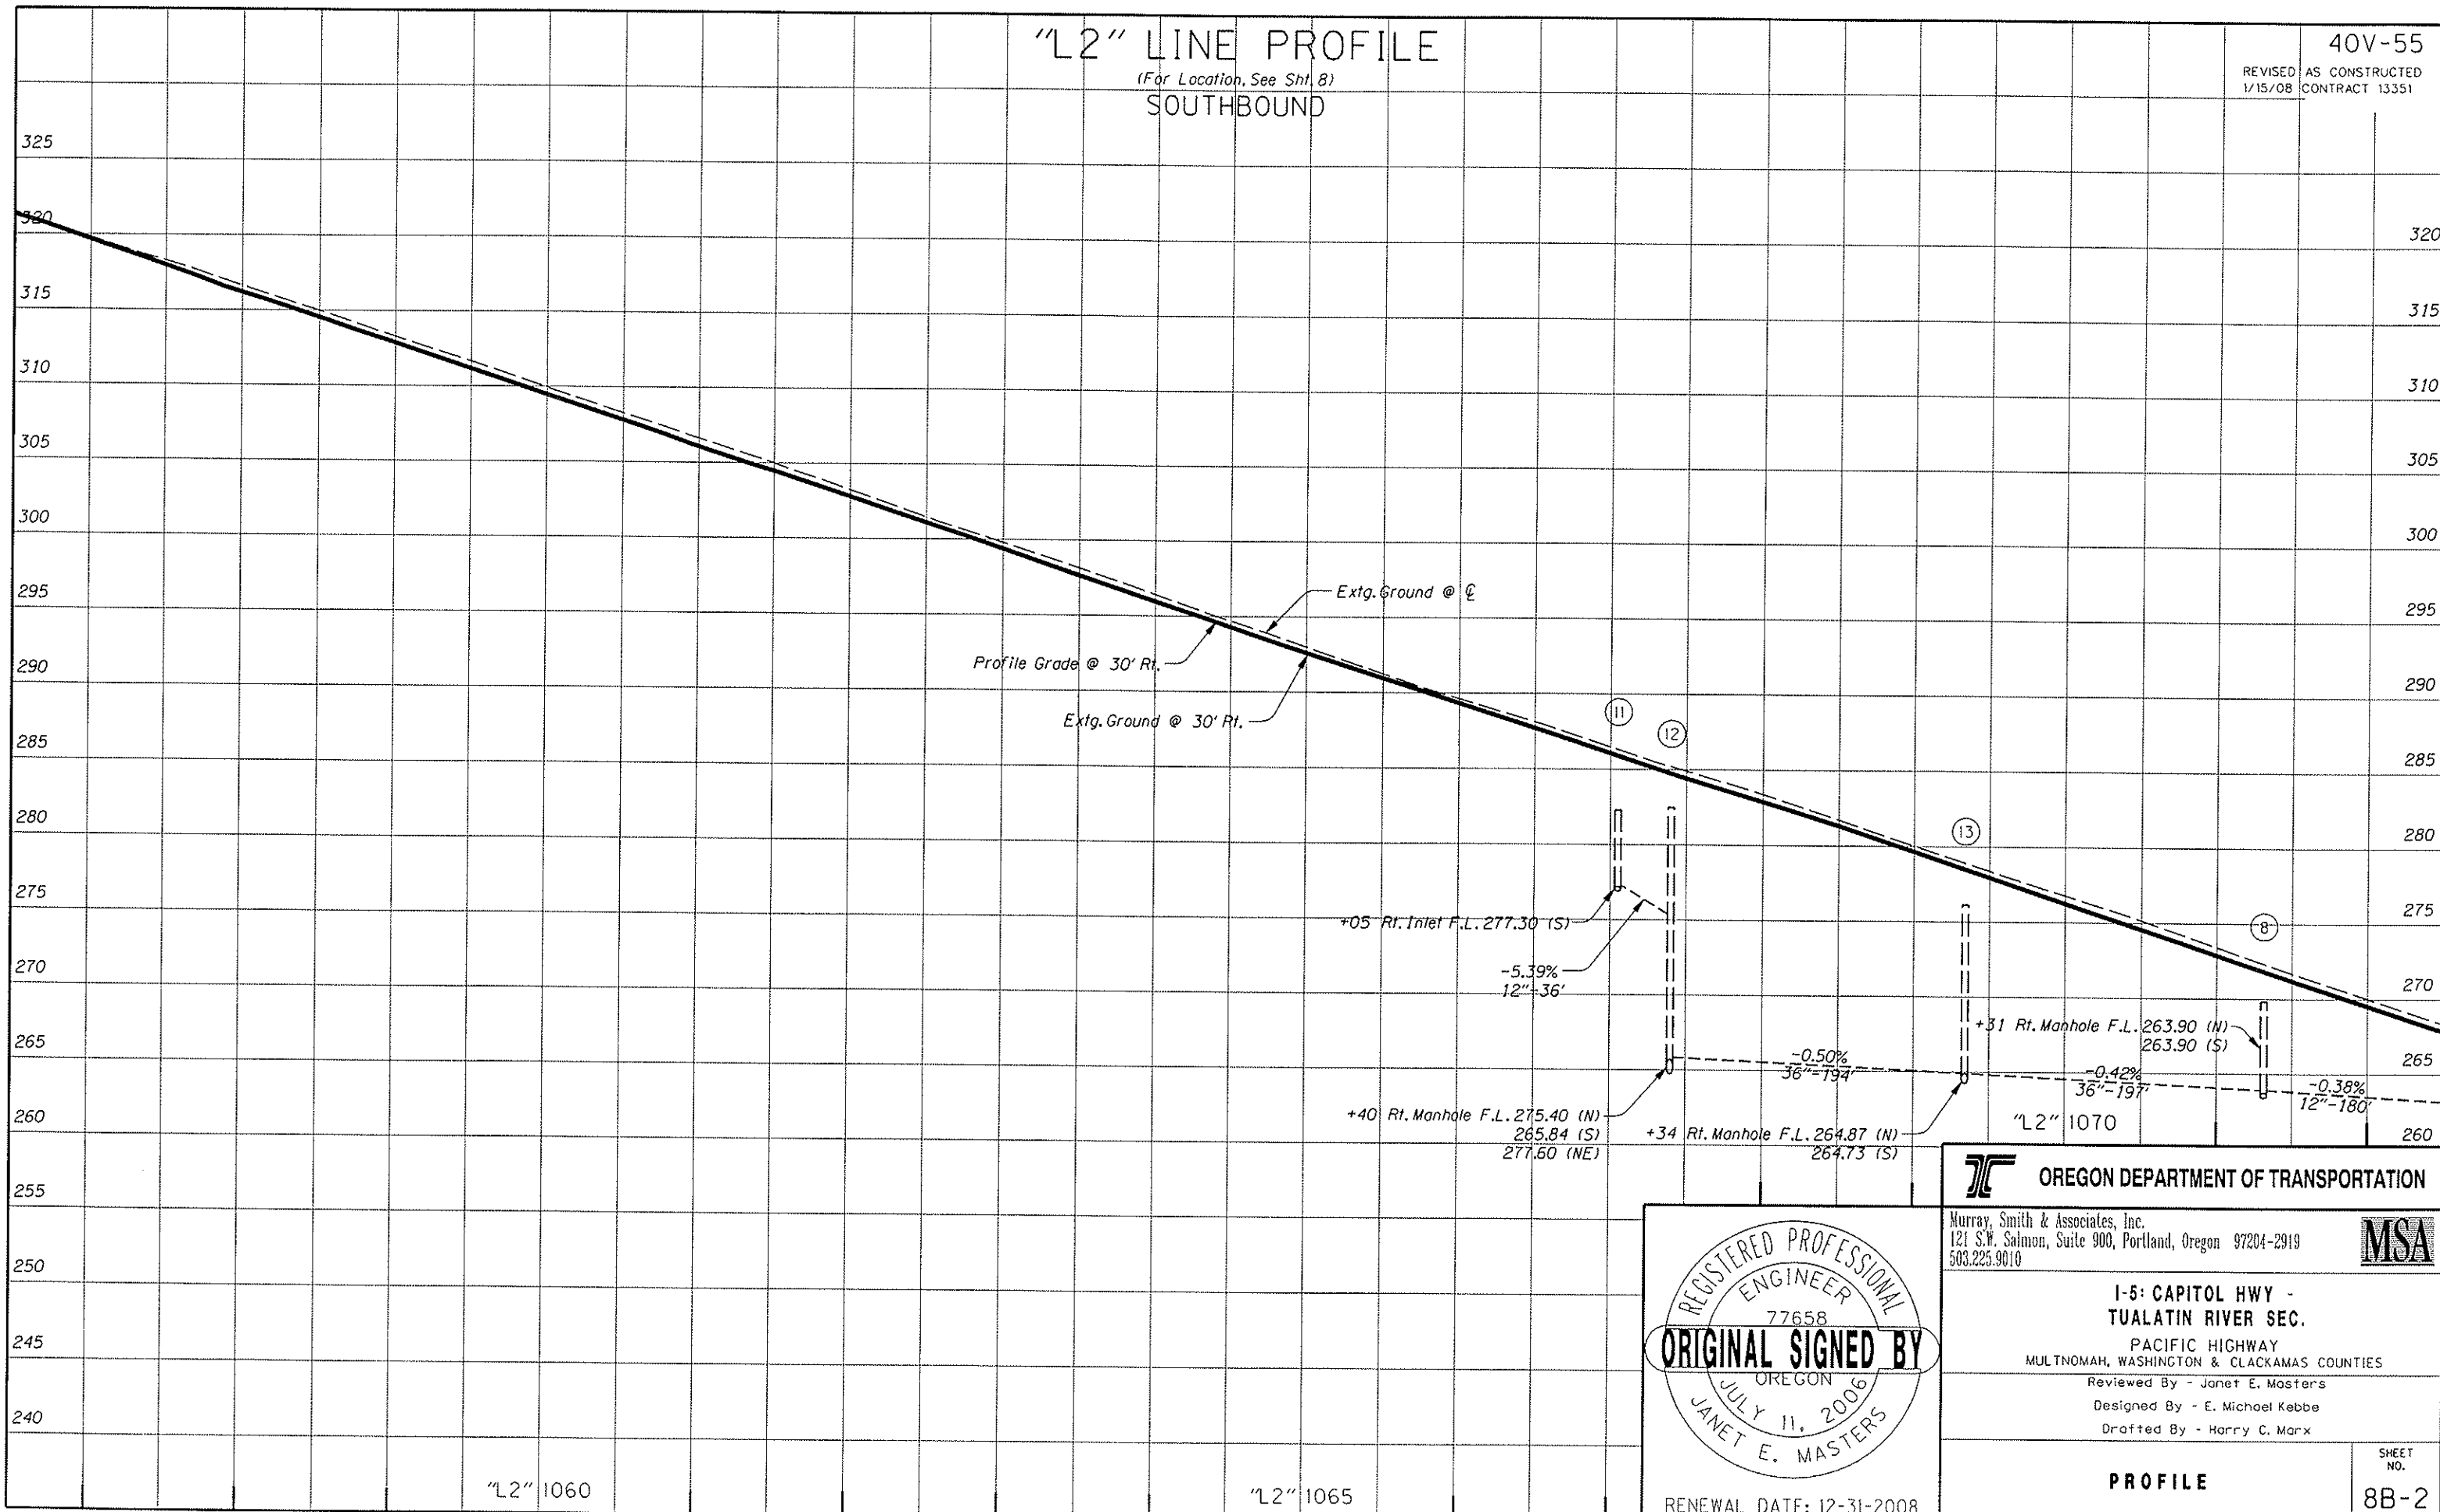 "L2" LINE PROFILE
(For Location, See Sht. 8)
SOUTHBOUND
40V-55
REVISED AS CONSTRUCTED
1/15/08 CONTRACT 13351
325
320
315
310
305
300
295
290
285
280
275
270
265
260
255
250
245
240
320
315
310
305
300
295
290
285
280
275
270
265
260
Extg. Ground @ ℄
Profile Grade @ 30' Rt.
Extg. Ground @ 30' Rt.
11
12
13
8
+05 Rt. Inlet F.L. 277.30 (S)
-5.39%
12"-36'
+40 Rt. Manhole F.L. 275.40 (N)
265.84 (S)
277.60 (NE)
-0.50%
36"-194'
+34 Rt. Manhole F.L. 264.87 (N)
264.73 (S)
-0.42%
36"-197'
+31 Rt. Manhole F.L. 263.90 (N)
263.90 (S)
-0.38%
12"-180'
"L2" 1060
"L2" 1065
"L2" 1070
REGISTERED PROFESSIONAL
ENGINEER
77658
ORIGINAL SIGNED BY
OREGON
JULY 11, 2006
JANET E. MASTERS
RENEWAL DATE: 12-31-2008
OREGON DEPARTMENT OF TRANSPORTATION
Murray, Smith & Associates, Inc.
121 S.W. Salmon, Suite 900, Portland, Oregon 97204-2919
503.225.9010
MSA
I-5: CAPITOL HWY -
TUALATIN RIVER SEC.
PACIFIC HIGHWAY
MULTNOMAH, WASHINGTON & CLACKAMAS COUNTIES
Reviewed By - Janet E. Masters
Designed By - E. Michael Kebbe
Drafted By - Harry C. Marx
PROFILE
SHEET
NO.
8B-2